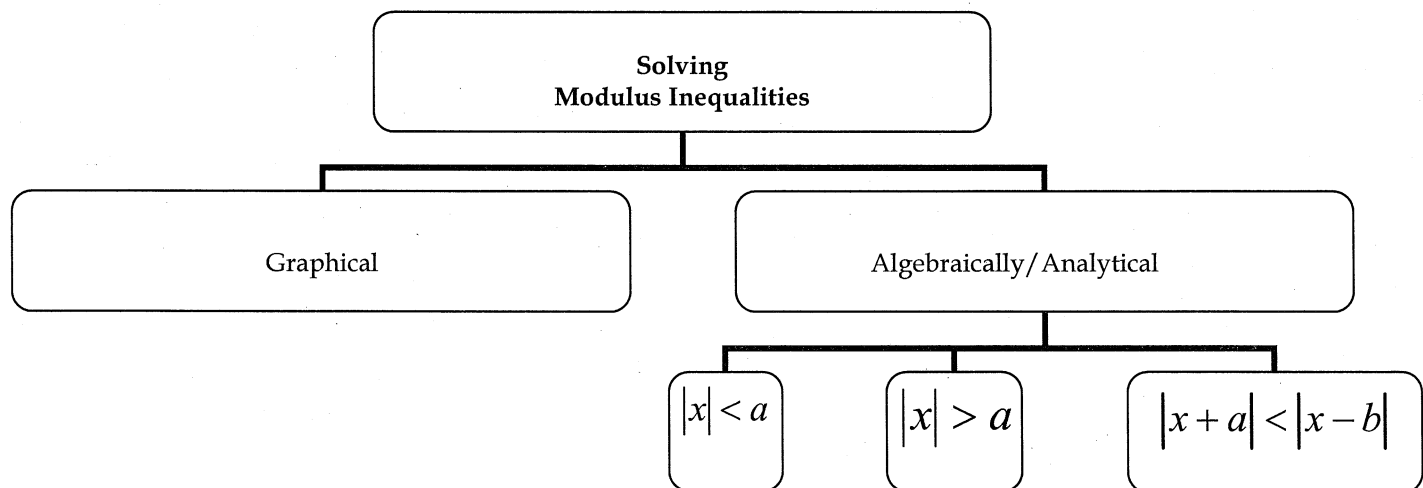 Solving
Modulus Inequalities
Graphical
Algebraically/Analytical
|x| < a
|x| > a
|x + a| < |x − b|